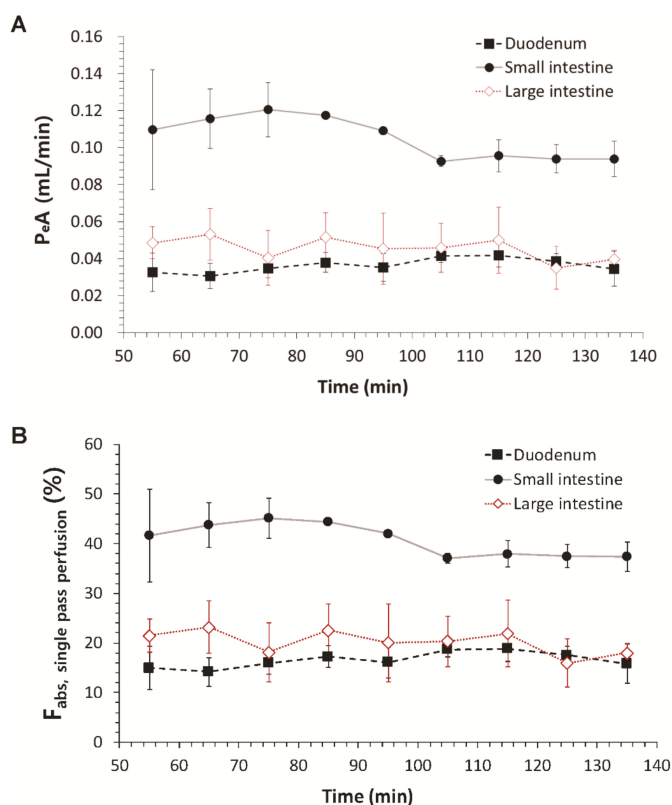 A
0.16
0.14
0.12
0.10
0.08
0.06
0.04
0.02
0.00
PₑA (mL/min)
Duodenum
Small intestine
Large intestine
50 60 70 80 90 100 110 120 130 140
Time (min)
B
60
50
40
30
20
10
0
F_abs, single pass perfusion (%)
Duodenum
Small intestine
Large intestine
50 60 70 80 90 100 110 120 130 140
Time (min)